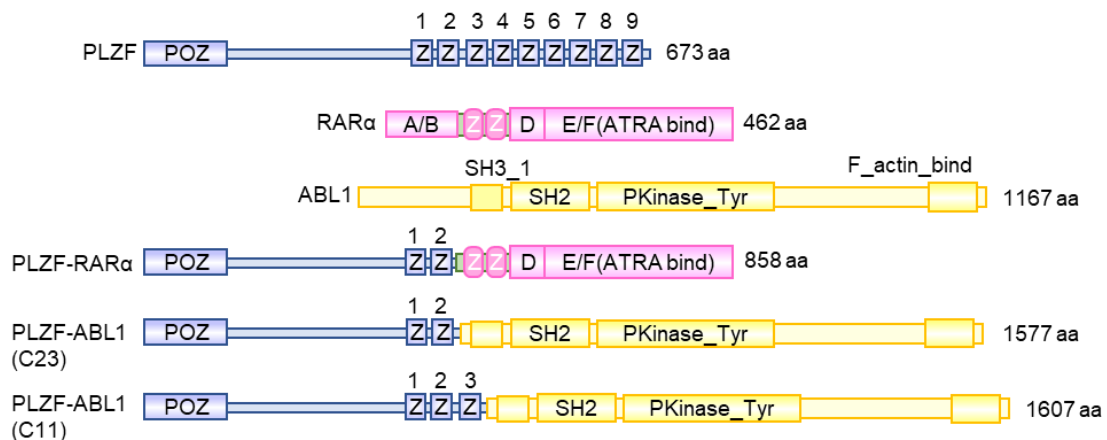 1 2 3 4 5 6 7 8 9
PLZF POZ Z Z Z Z Z Z Z Z Z 673 aa
RARα A/B Z Z D E/F(ATRA bind) 462 aa
SH3_1 F_actin_bind
ABL1 SH2 PKinase_Tyr 1167 aa
1 2
PLZF-RARα POZ Z Z Z Z D E/F(ATRA bind) 858 aa
1 2
PLZF-ABL1 POZ Z Z SH2 PKinase_Tyr 1577 aa
(C23)
1 2 3
PLZF-ABL1 POZ Z Z Z SH2 PKinase_Tyr 1607 aa
(C11)